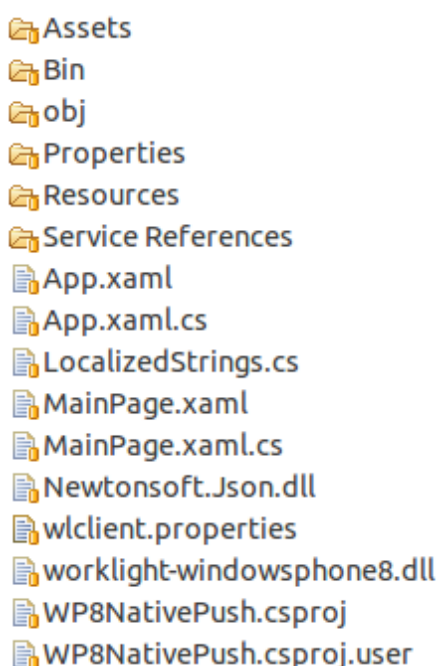 Assets
Bin
obj
Properties
Resources
Service References
App.xaml
App.xaml.cs
LocalizedStrings.cs
MainPage.xaml
MainPage.xaml.cs
Newtonsoft.Json.dll
wlclient.properties
worklight-windowsphone8.dll
WP8NativePush.csproj
WP8NativePush.csproj.user